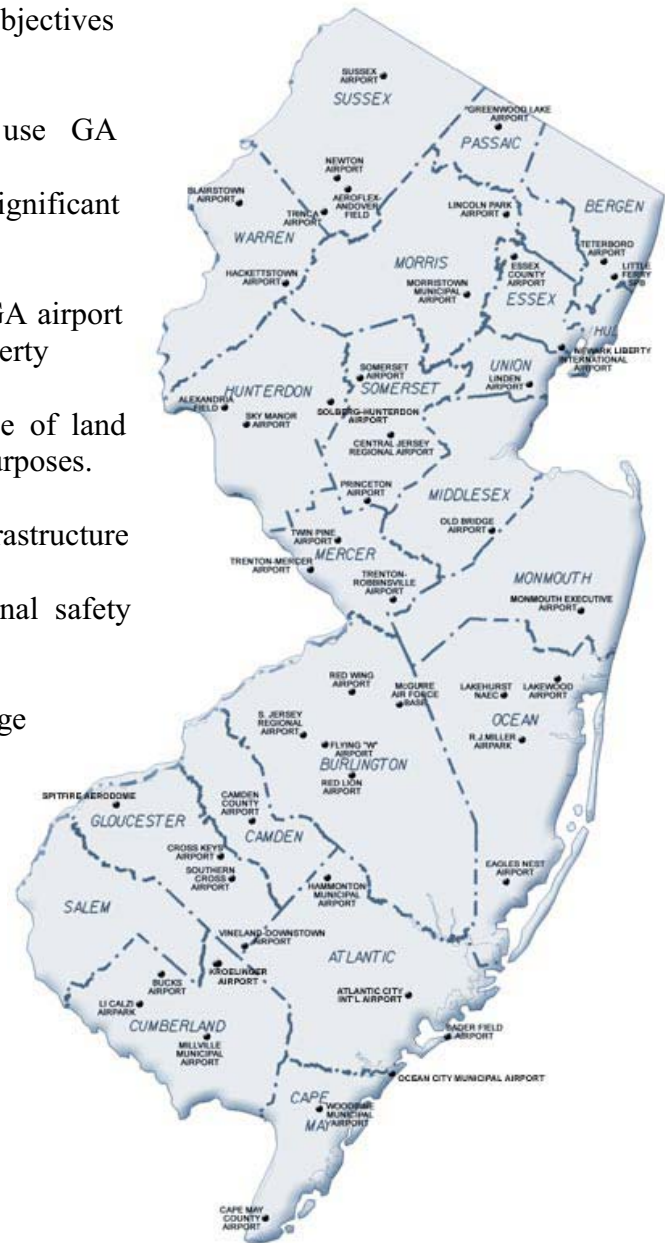 bjectives
use GA
ignificant
GA airport
erty
e of land
urposes.
rastructure
nal safety
ge
SUSSEX
AIRPORT
SUSSEX
"GREENWOOD LAKE
AIRPORT
PASSAIC
NEWTON
AIRPORT
BLAIRSTOWN
AIRPORT
AEROFLEX-
ANDOVER
FIELD
TRINCA
AIRPORT
LINCOLN PARK
AIRPORT
BERGEN
WARREN
TETERBORO
AIRPORT
LITTLE
FERRY
SPB
MORRIS
ESSEX
COUNTY
AIRPORT
HACKETTSTOWN
AIRPORT
MORRISTOWN
MUNICIPAL
AIRPORT
ESSEX
HU
NEWARK LIBERTY
INTERNATIONAL
AIRPORT
UNION
SOMERSET
AIRPORT
LINDEN
AIRPORT
HUNTERDON
SOMERSET
ALEXANDRIA
FIELD
SOLBERG-HUNTERDON
AIRPORT
SKY MANOR
AIRPORT
CENTRAL JERSEY
REGIONAL AIRPORT
PRINCETON
AIRPORT
MIDDLESEX
OLD BRIDGE
AIRPORT
TWIN PINE
AIRPORT
MERCER
TRENTON-MERCER
AIRPORT
TRENTON-
ROBBINSVILLE
AIRPORT
MONMOUTH
MONMOUTH EXECUTIVE
AIRPORT
RED WING
AIRPORT
McGUIRE
AIR FORCE
BASE
LAKEHURST
NAEC
LAKEWOOD
AIRPORT
OCEAN
S. JERSEY
REGIONAL
AIRPORT
R.J.MILLER
AIRPARK
FLYING "W"
AIRPORT
BURLINGTON
RED LION
AIRPORT
SPITFIRE AERODOME
GLOUCESTER
CAMDEN
COUNTY
AIRPORT
CAMDEN
CROSS KEYS
AIRPORT
SOUTHERN
CROSS
AIRPORT
HAMMONTON
MUNICIPAL
AIRPORT
EAGLES NEST
AIRPORT
SALEM
VINELAND-DOWNSTOWN
AIRPORT
ATLANTIC
KROELINGER
AIRPORT
BUCKS
AIRPORT
ATLANTIC CITY
INT'L AIRPORT
LI CALZI
AIRPARK
CUMBERLAND
MILLVILLE
MUNICIPAL
AIRPORT
BADER FIELD
AIRPORT
OCEAN CITY MUNICIPAL AIRPORT
CAPE
MAY
WOODBINE
MUNICIPAL
AIRPORT
CAPE MAY
COUNTY
AIRPORT